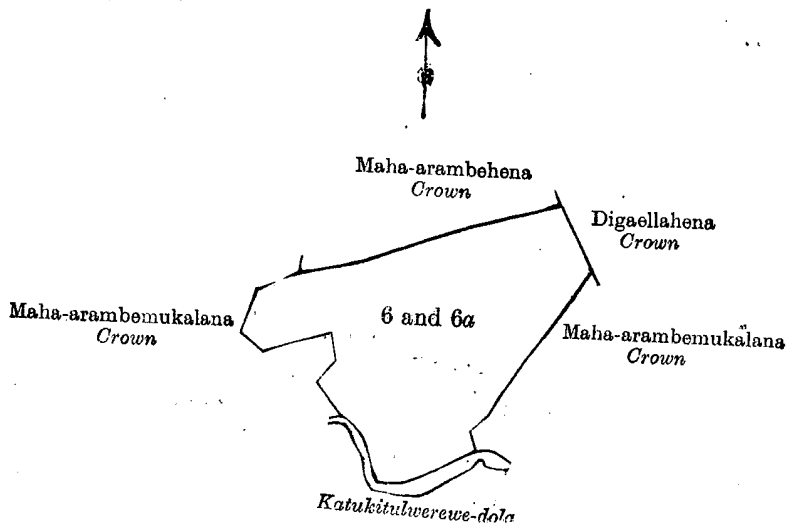 Maha-arambehena
Crown
Digaellahena
Crown
Maha-arambemukalana
Crown
6 and 6a
Maha-arambemukalana
Crown
Katukitulwerewe-dola